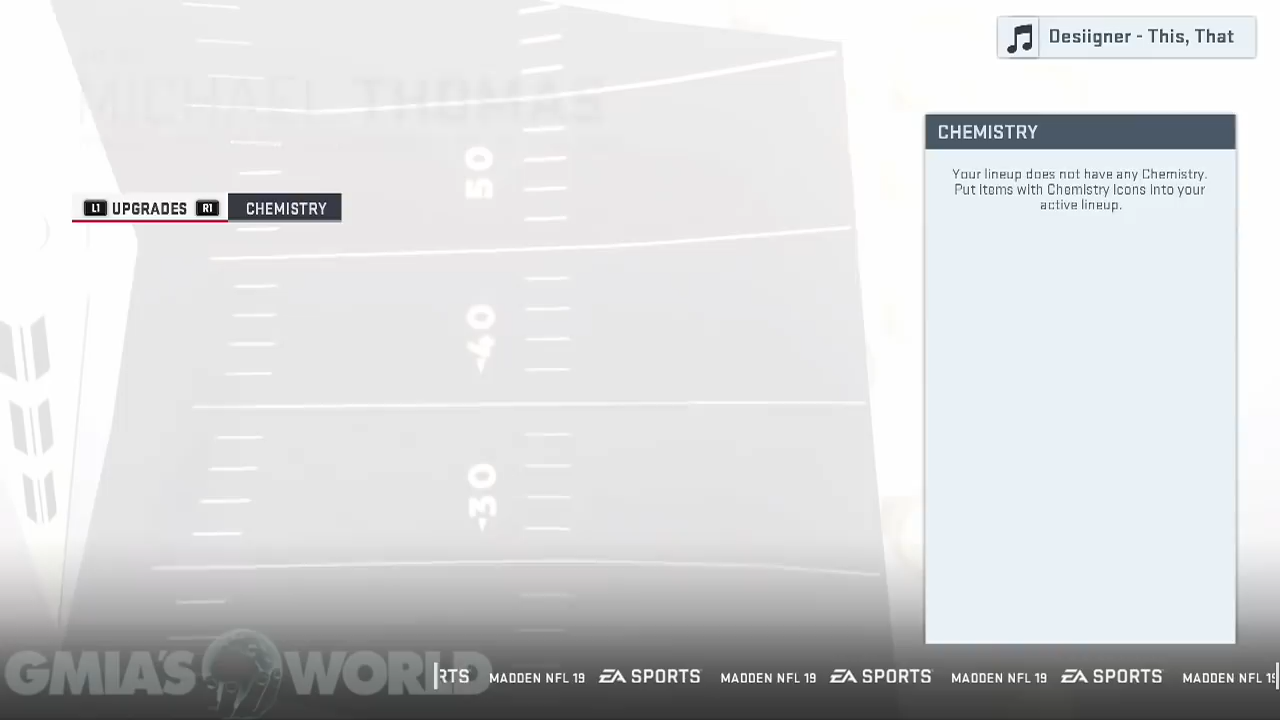 Desiigner - This, That
MICHAEL THOMAS
CHEMISTRY
Your lineup does not have any Chemistry.
Put Items with Chemistry Icons into your
active lineup.
L1 UPGRADES R1 CHEMISTRY
50
40
30
GMIA'S WORLD
RTS MADDEN NFL 19 EA SPORTS MADDEN NFL 19 EA SPORTS MADDEN NFL 19 EA SPORTS MADDEN NFL 19